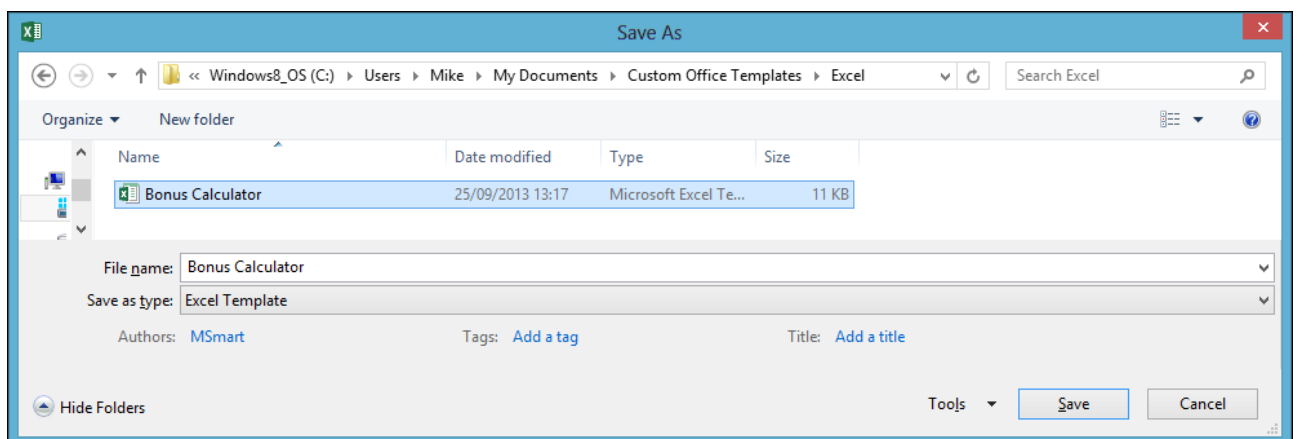 Save As
« Windows8_OS (C:) Users Mike My Documents Custom Office Templates Excel Search Excel
Organize New folder
Name Date modified Type Size
Bonus Calculator 25/09/2013 13:17 Microsoft Excel Te... 11 KB
File name: Bonus Calculator
Save as type: Excel Template
Authors: MSmart Tags: Add a tag Title: Add a title
Hide Folders Tools Save Cancel